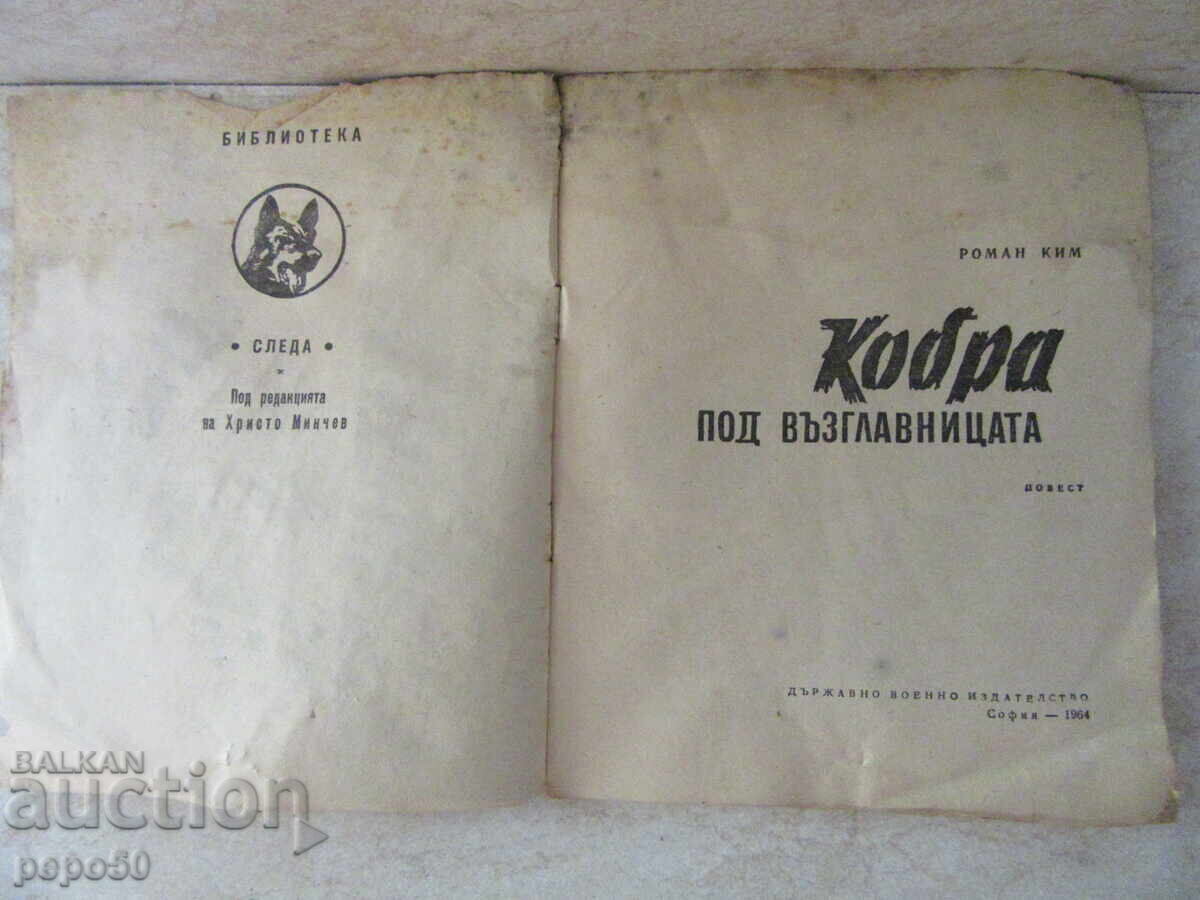 БИБЛИОТЕКА
• СЛЕДА •
Под редакцията
на Христо Минчев
РОМАН КИМ
Кобра
ПОД ВЪЗГЛАВНИЦАТА
ПОВЕСТ
ДЪРЖАВНО ВОЕННО ИЗДАТЕЛСТВО
София — 1964
BALKAN
auction
pepo50